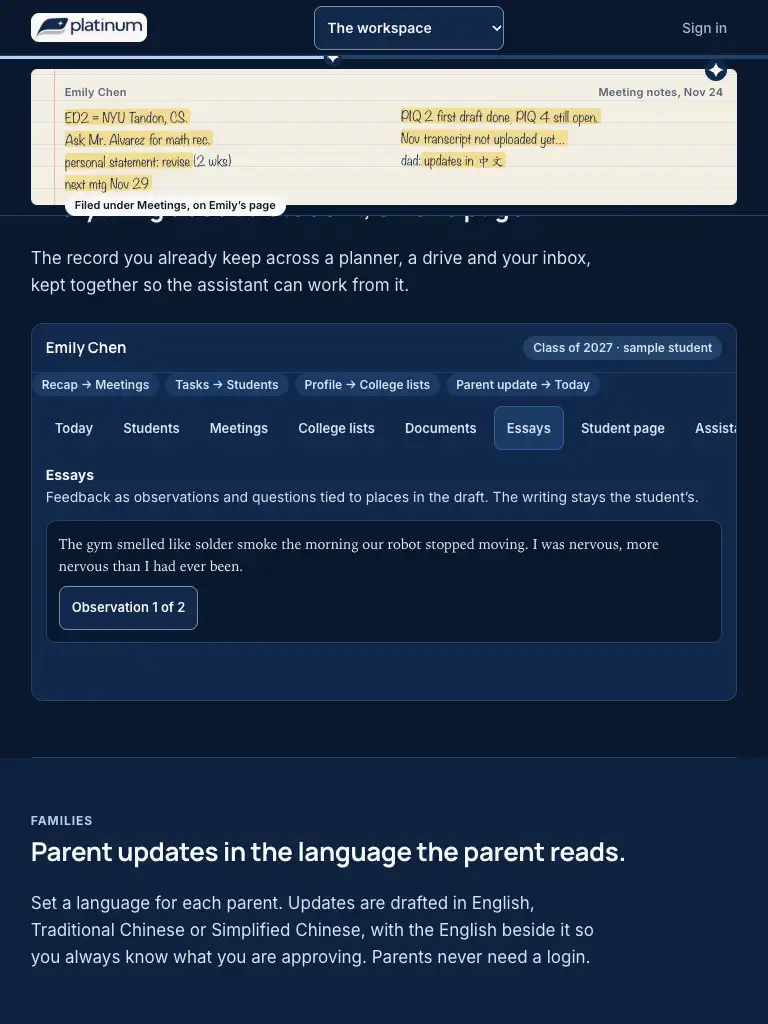 platinum
The workspace
Sign in
Emily Chen
Meeting notes, Nov 24
ED2 = NYU Tandon, CS.
Ask Mr. Alvarez for math rec.
personal statement: revise (2 wks)
next mtg Nov 29
PIQ 2 first draft done, PIQ 4 still open.
Nov transcript not uploaded yet...
dad: updates in 中文
Filed under Meetings, on Emily's page
The record you already keep across a planner, a drive and your inbox,
kept together so the assistant can work from it.
Emily Chen
Class of 2027 · sample student
Recap → Meetings
Tasks → Students
Profile → College lists
Parent update → Today
Today
Students
Meetings
College lists
Documents
Essays
Student page
Essays
Feedback as observations and questions tied to places in the draft. The writing stays the student's.
The gym smelled like solder smoke the morning our robot stopped moving. I was nervous, more
nervous than I had ever been.
Observation 1 of 2
FAMILIES
Parent updates in the language the parent reads.
Set a language for each parent. Updates are drafted in English,
Traditional Chinese or Simplified Chinese, with the English beside it so
you always know what you are approving. Parents never need a login.